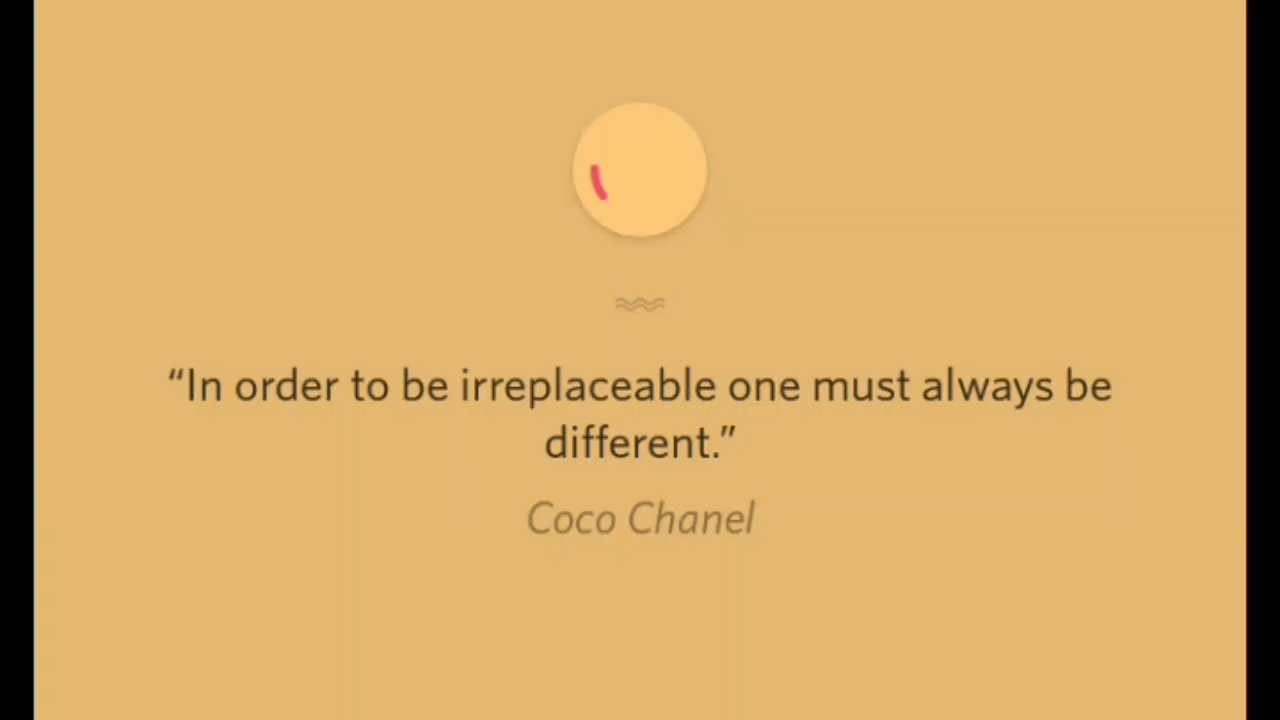 “In order to be irreplaceable one must always be
different.”
Coco Chanel